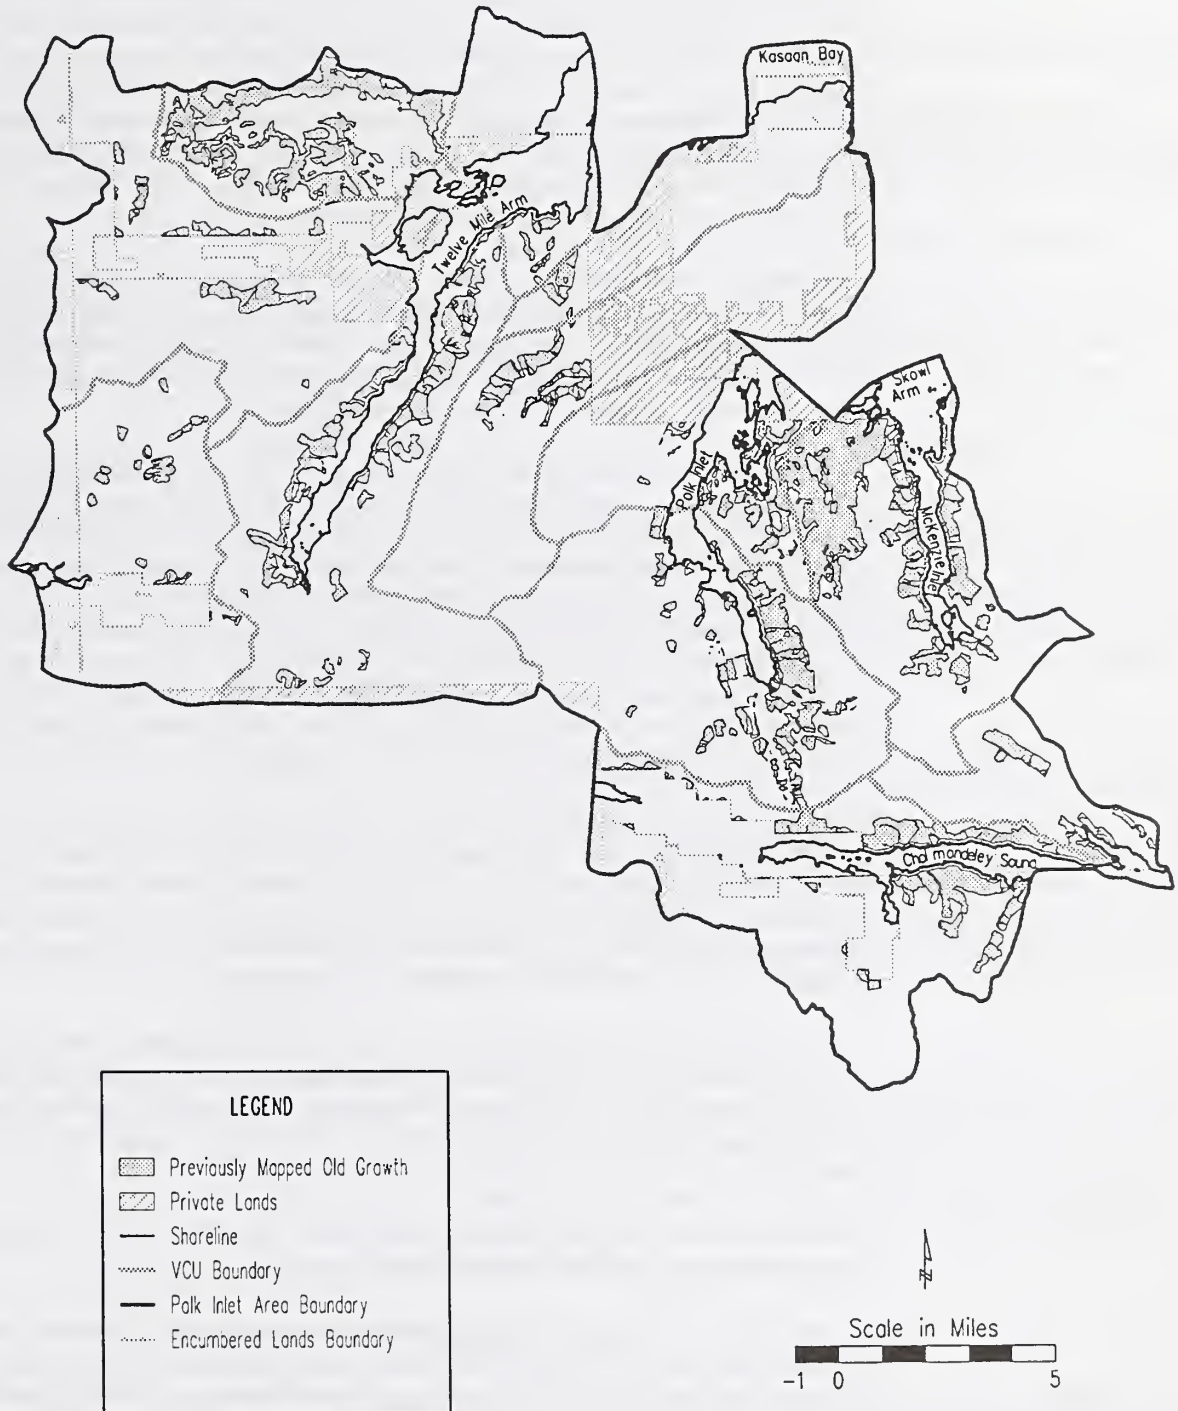 Kasaan Bay
A
Twelve Mile Arm
Skowl
Arm
Polk Inlet
McKenzie Inlet
Cholmondeley Sound
LEGEND
Previously Mapped Old Growth
Private Lands
Shoreline
VCU Boundary
Polk Inlet Area Boundary
Encumbered Lands Boundary
N
Scale in Miles
-1 0 5